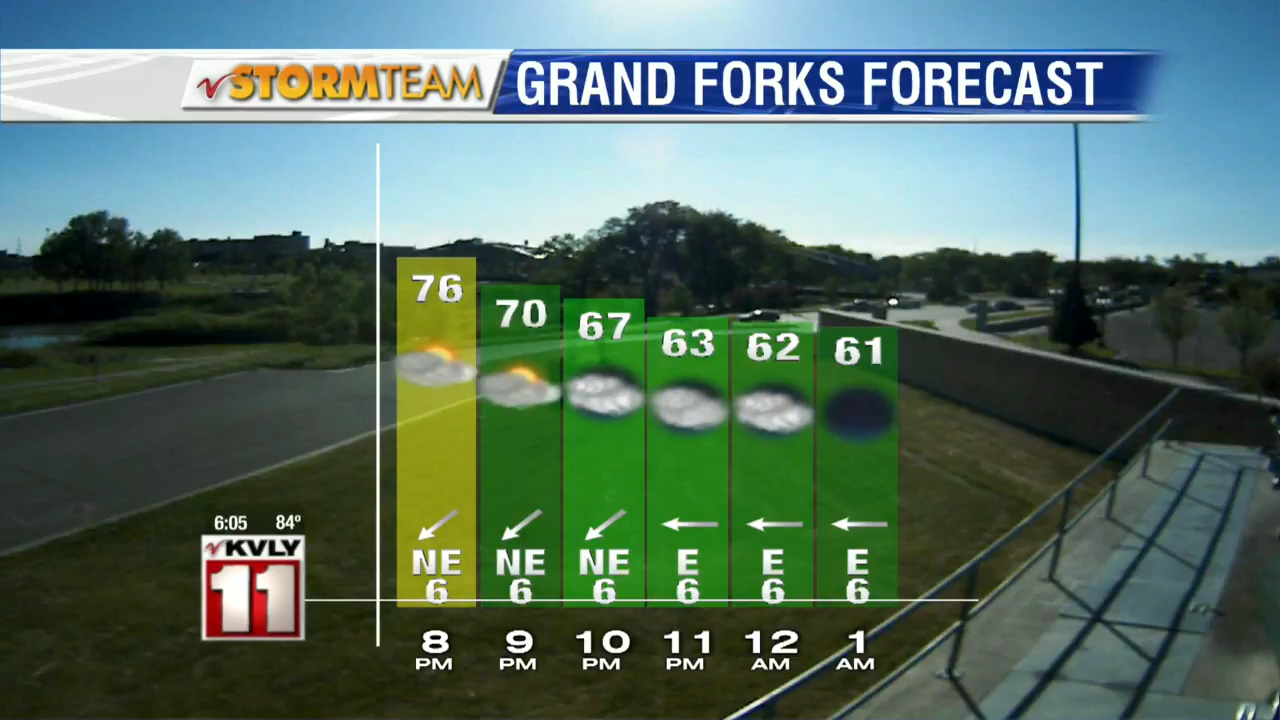 STORMTEAM GRAND FORKS FORECAST
76 70 67 63 62 61
6:05 84º
KVLY
11
NE NE NE E E E
6 6 6 6 6 6
8 9 10 11 12 1
PM PM PM PM AM AM